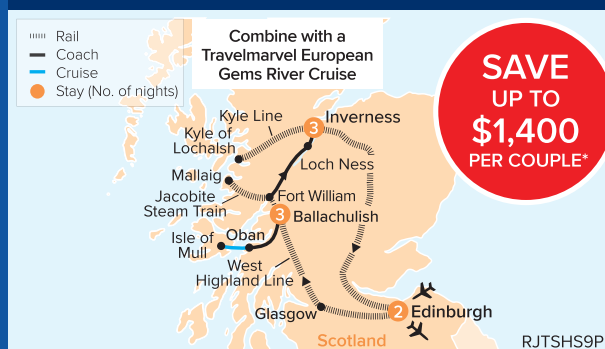 Rail
Coach
Cruise
Stay (No. of nights)
Combine with a
Travelmarvel European
Gems River Cruise
SAVE
UP TO
$1,400
PER COUPLE*
Kyle Line
3
Inverness
Kyle of
Lochalsh
Loch Ness
Mallaig
Jacobite
Steam Train
Fort William
3
Ballachulish
Isle of
Mull
Oban
West
Highland Line
Glasgow
2
Edinburgh
Scotland
RJTSHS9P